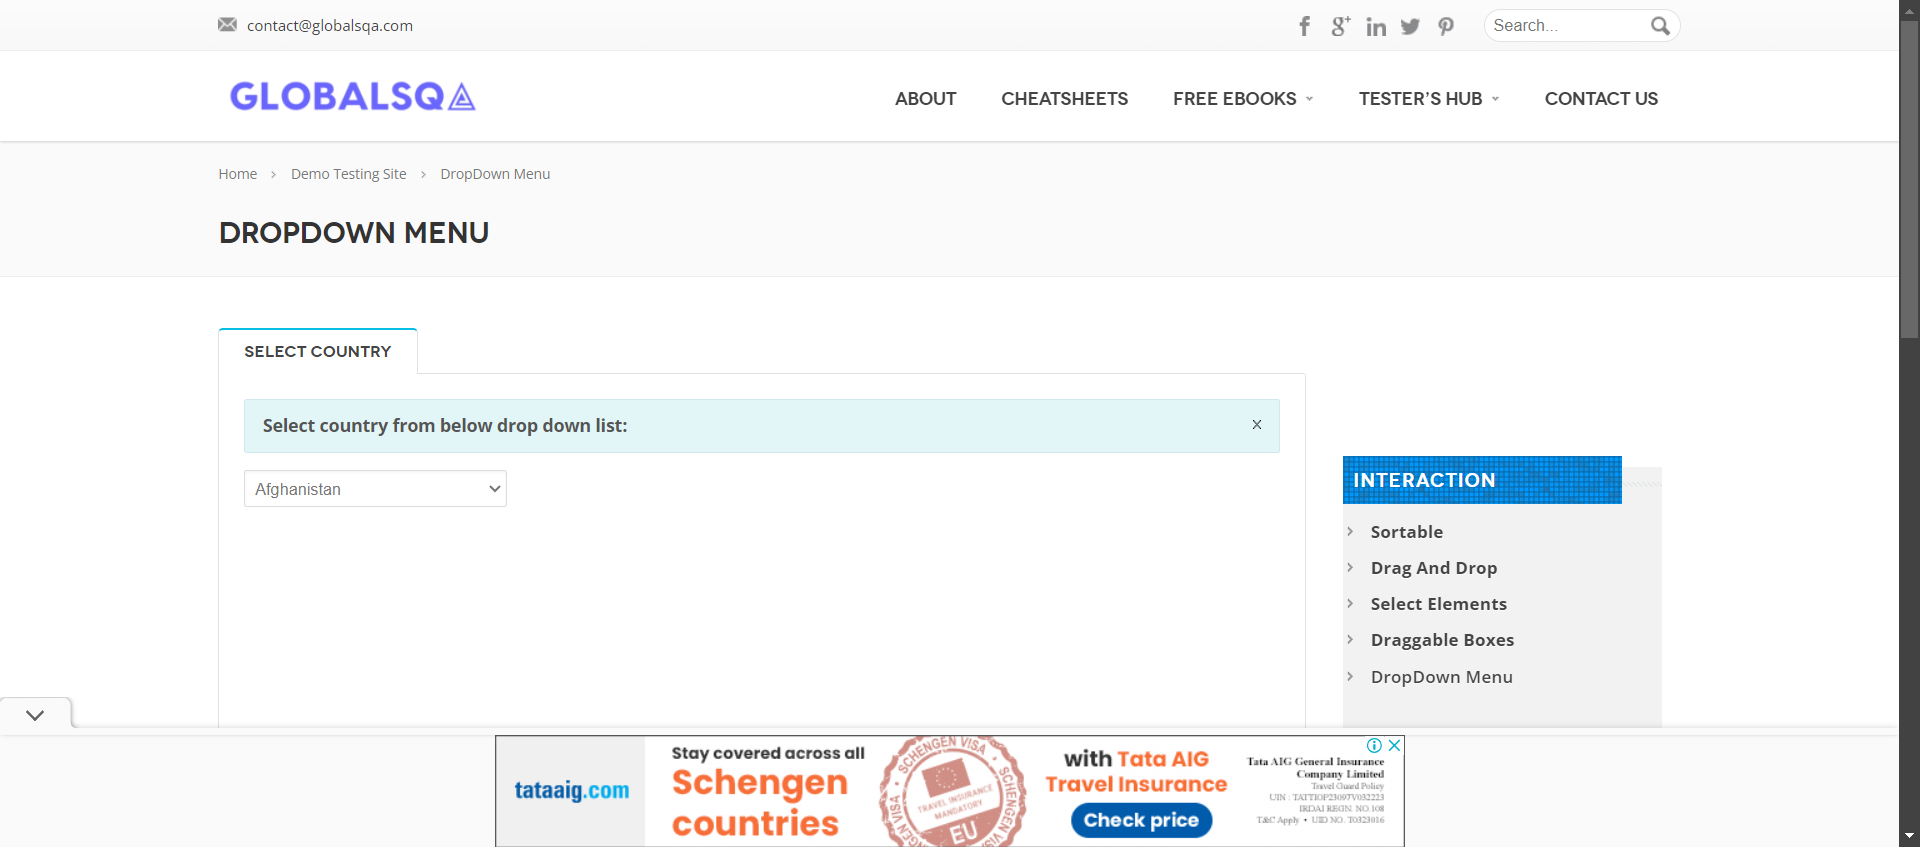 contact@globalsqa.com
Search...
GLOBALSQA
ABOUT
CHEATSHEETS
FREE EBOOKS
TESTER'S HUB
CONTACT US
Home > Demo Testing Site > DropDown Menu
DROPDOWN MENU
SELECT COUNTRY
Select country from below drop down list:
x
Afghanistan
INTERACTION
Sortable
Drag And Drop
Select Elements
Draggable Boxes
DropDown Menu
tataaig.com
Stay covered across all
Schengen
countries
SCHENGEN VISA
TRAVEL INSURANCE
MANDATORY
EU
with Tata AIG
Travel Insurance
Check price
Tata AIG General Insurance
Company Limited
Travel Guard Policy
UIN : TATTIOP23097V032223
IRDAI REGN. NO.108
T&C Apply • UID NO. T0323016